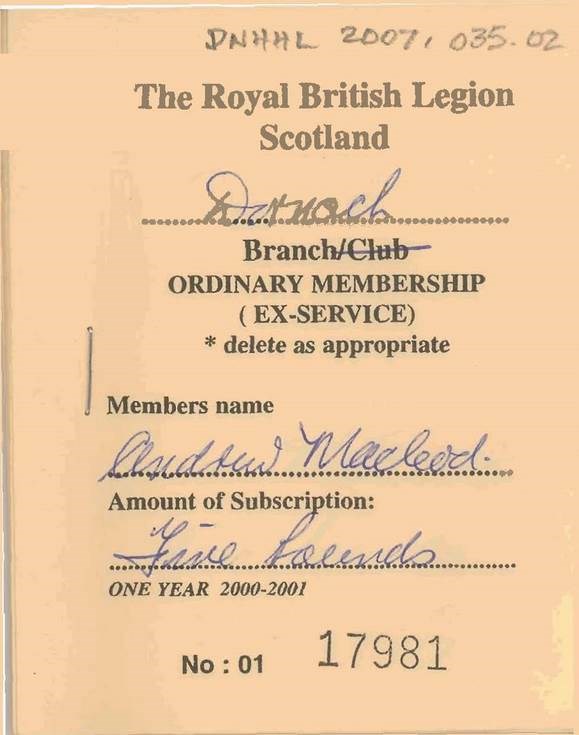 DNHHL 2007.035.02
The Royal British Legion
Scotland
Dornoch
Branch/Club
ORDINARY MEMBERSHIP
( EX-SERVICE)
* delete as appropriate
Members name
Andrew Macleod.
Amount of Subscription:
Five Pounds
ONE YEAR 2000-2001
No : 01 17981